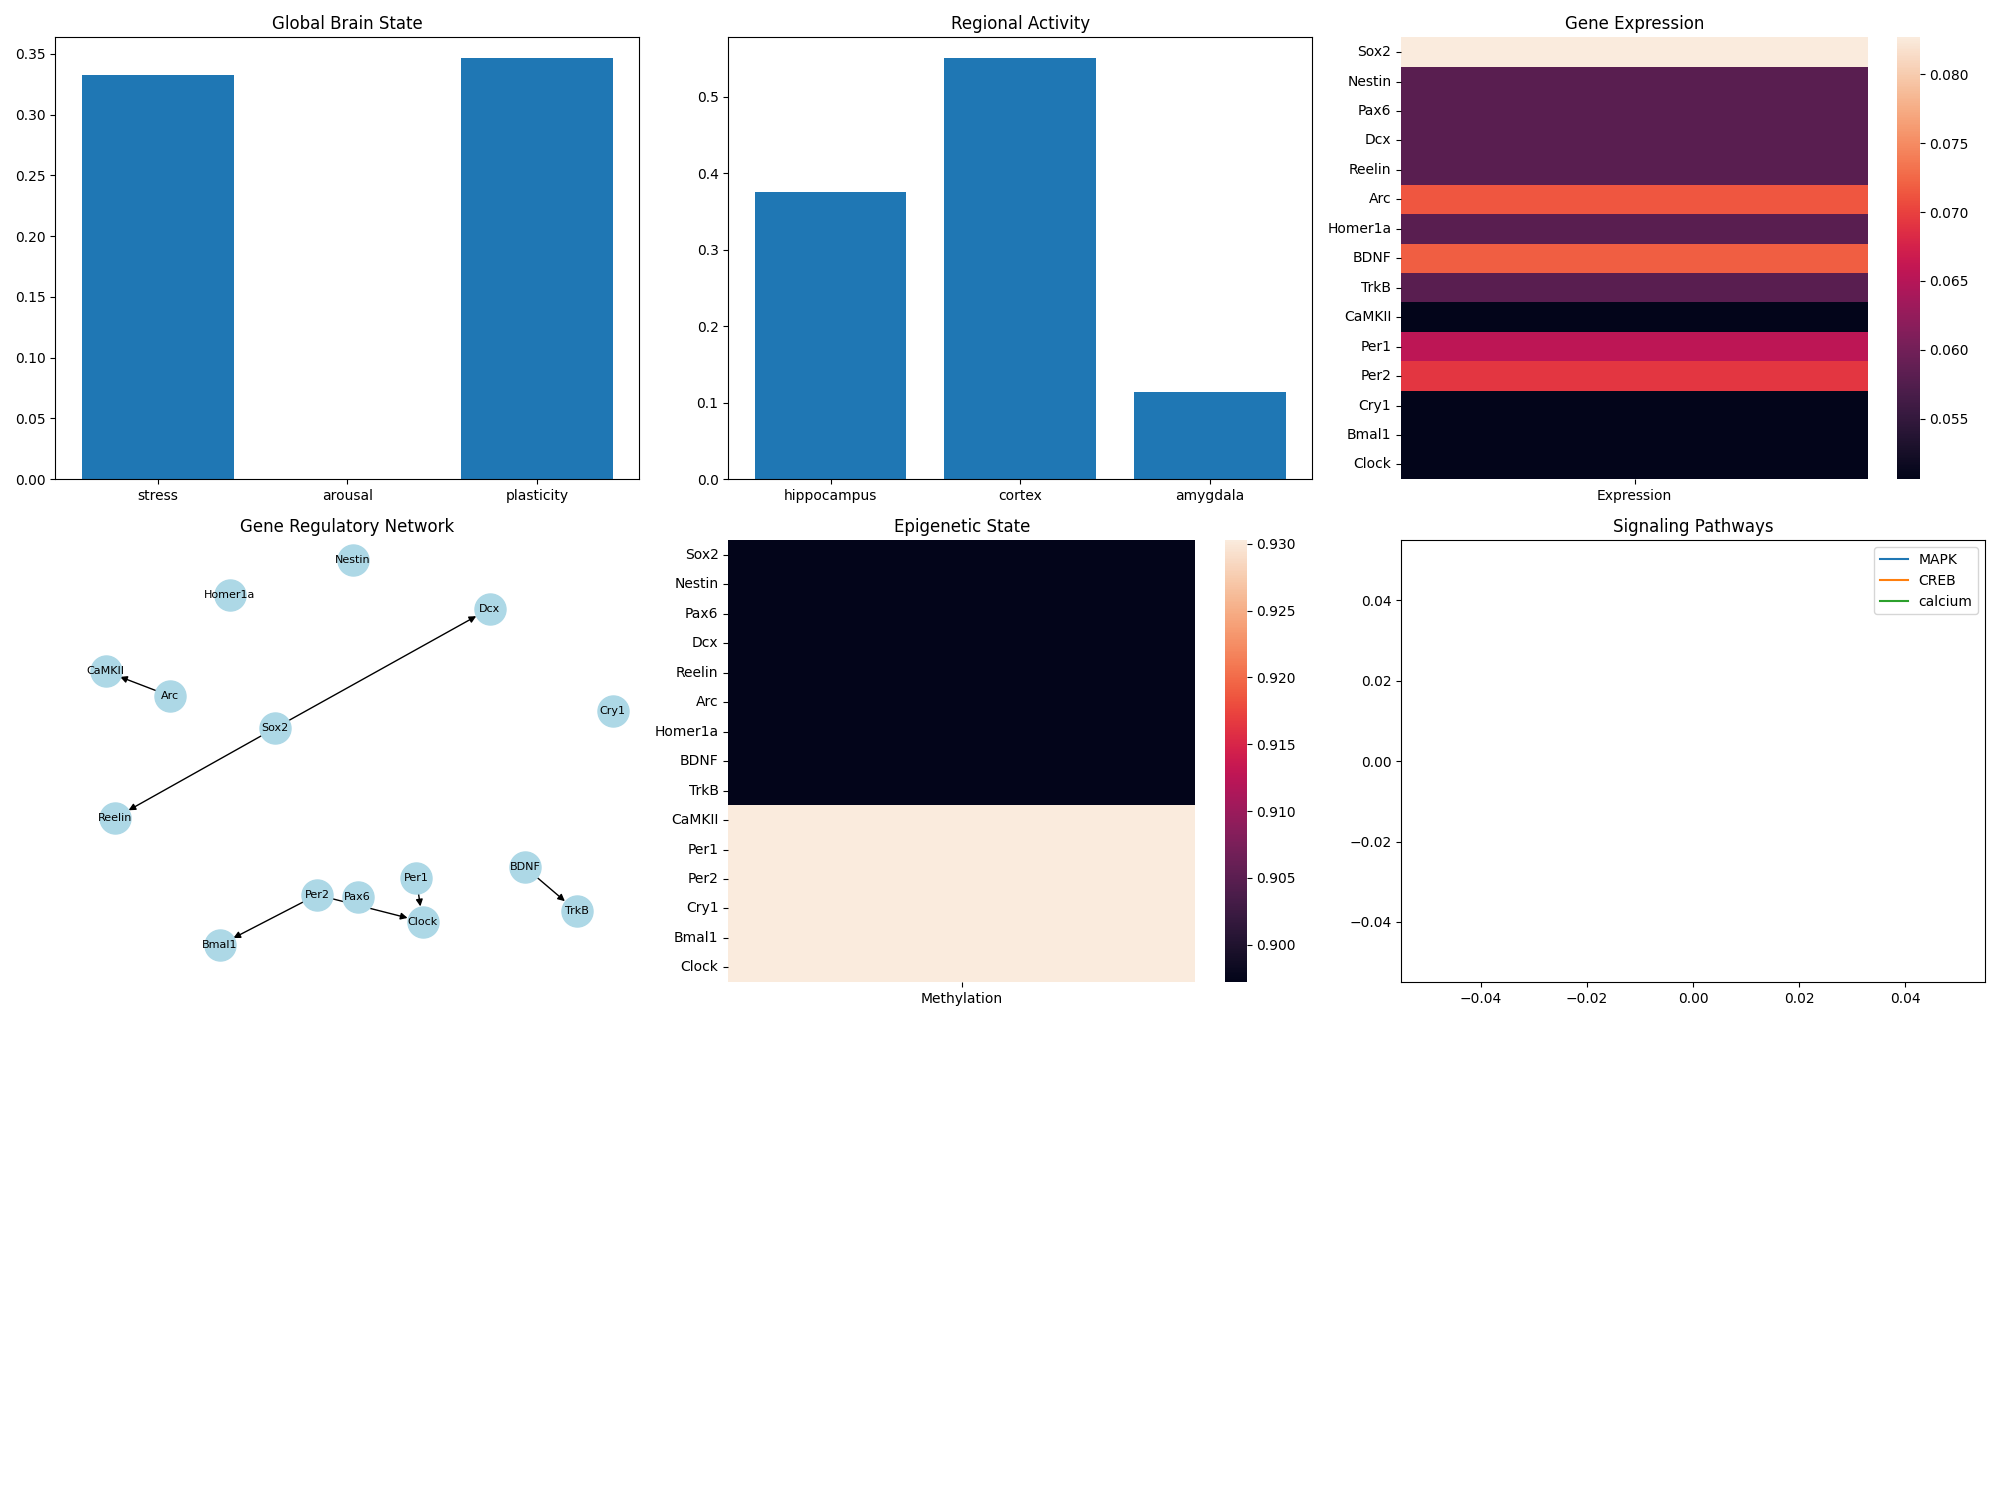 Global Brain State
0.35
0.30
0.25
0.20
0.15
0.10
0.05
0.00
stress arousal plasticity
Regional Activity
0.5
0.4
0.3
0.2
0.1
0.0
hippocampus cortex amygdala
Gene Expression
Sox2
Nestin
Pax6
Dcx
Reelin
Arc
Homer1a
BDNF
TrkB
CaMKII
Per1
Per2
Cry1
Bmal1
Clock
Expression
0.080
0.075
0.070
0.065
0.060
0.055
Gene Regulatory Network
Nestin
Homer1a
Dcx
CaMKII
Arc
Cry1
Sox2
Reelin
BDNF
Per1
Per2
Pax6
TrkB
Clock
Bmal1
Epigenetic State
Sox2
Nestin
Pax6
Dcx
Reelin
Arc
Homer1a
BDNF
TrkB
CaMKII
Per1
Per2
Cry1
Bmal1
Clock
Methylation
0.930
0.925
0.920
0.915
0.910
0.905
0.900
Signaling Pathways
MAPK
CREB
calcium
0.04
0.02
0.00
−0.02
−0.04
−0.04 −0.02 0.00 0.02 0.04